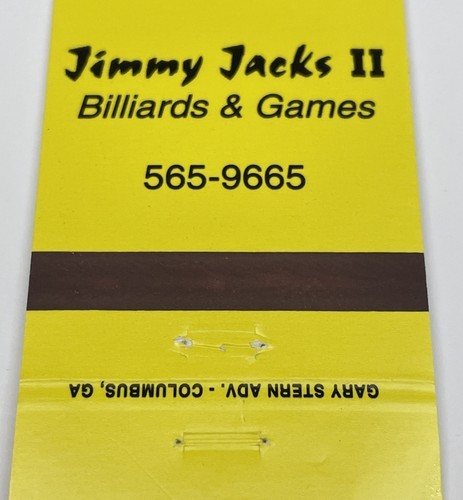 Jimmy Jacks II
Billiards & Games
565-9665
GARY STERN ADV. - COLUMBUS, GA